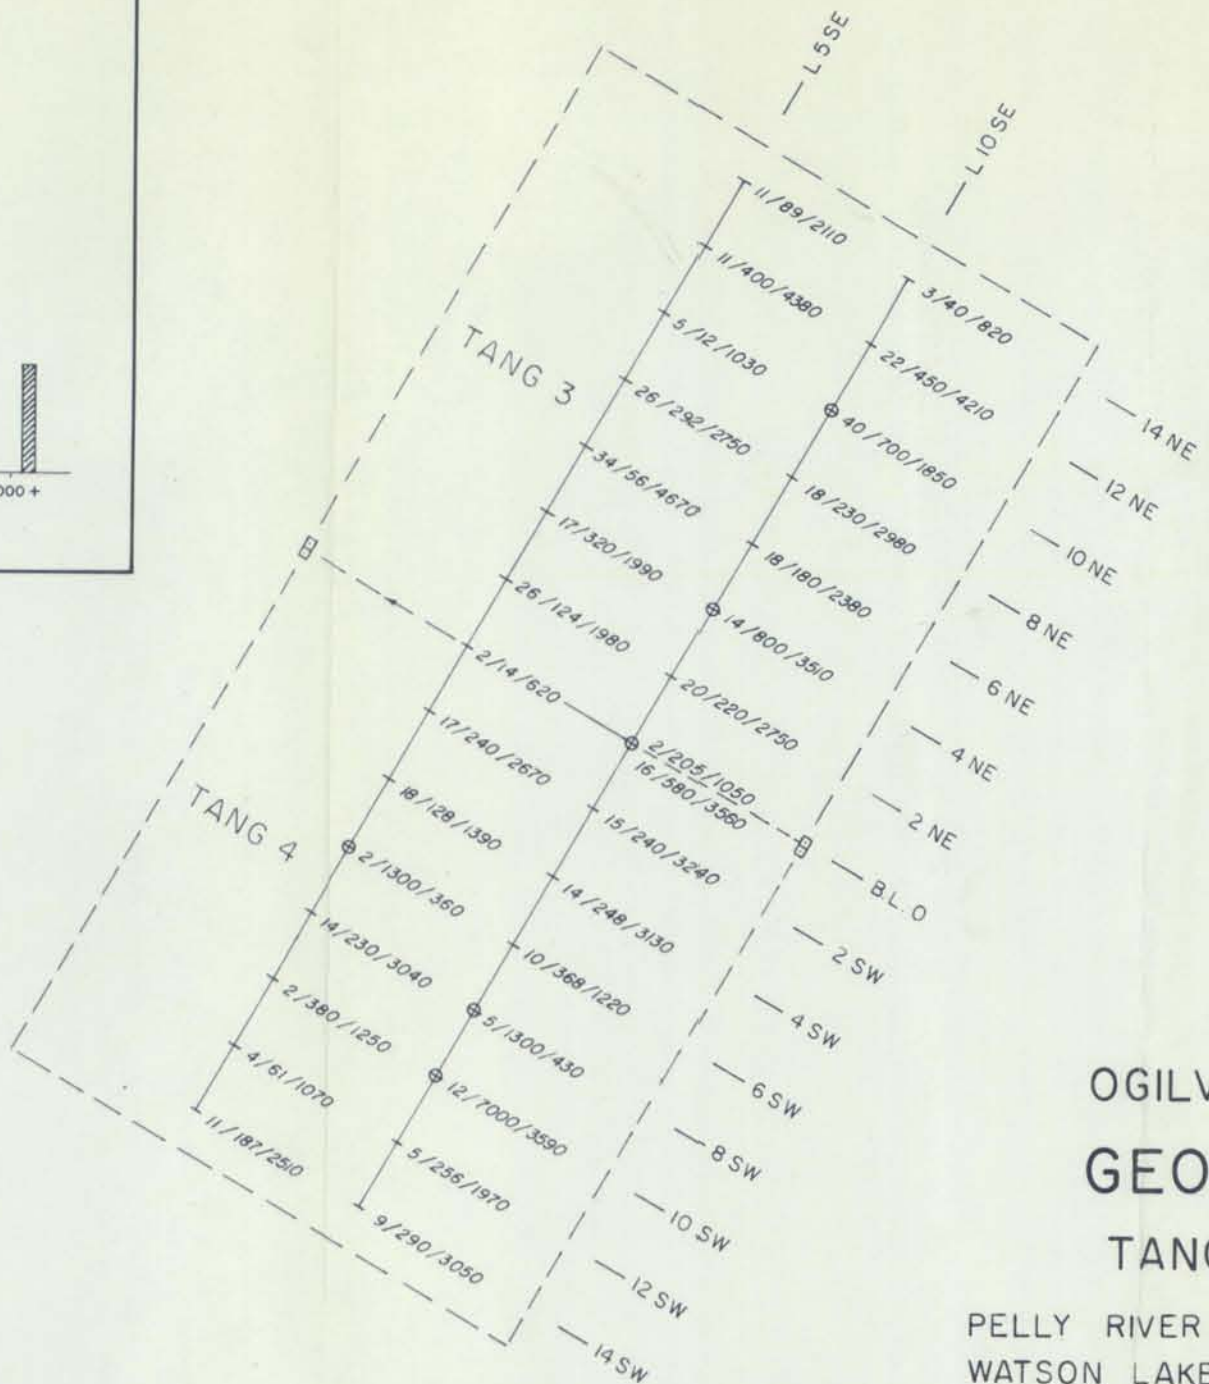 L 5 SE
L 10 SE
11/89/2110
11/400/4380
5/12/1030
26/292/2750
34/56/4670
17/320/1990
26/124/1980
2/14/620
17/240/2670
18/128/1390
2/1300/360
14/230/3040
2/380/1250
4/61/1070
11/187/2510
3/40/820
22/450/4210
40/700/1850
18/230/2980
18/180/2380
14/800/3510
20/220/2750
2/205/1050
16/580/3560
15/240/3240
14/248/3130
10/368/1220
5/1300/430
12/7000/3590
5/256/1970
9/290/3050
TANG 3
TANG 4
14 NE
12 NE
10 NE
8 NE
6 NE
4 NE
2 NE
B.L. 0
2 SW
4 SW
6 SW
8 SW
10 SW
12 SW
14 SW
000 +
OGILV
GEO
TANG
PELLY RIVER
WATSON LAKE